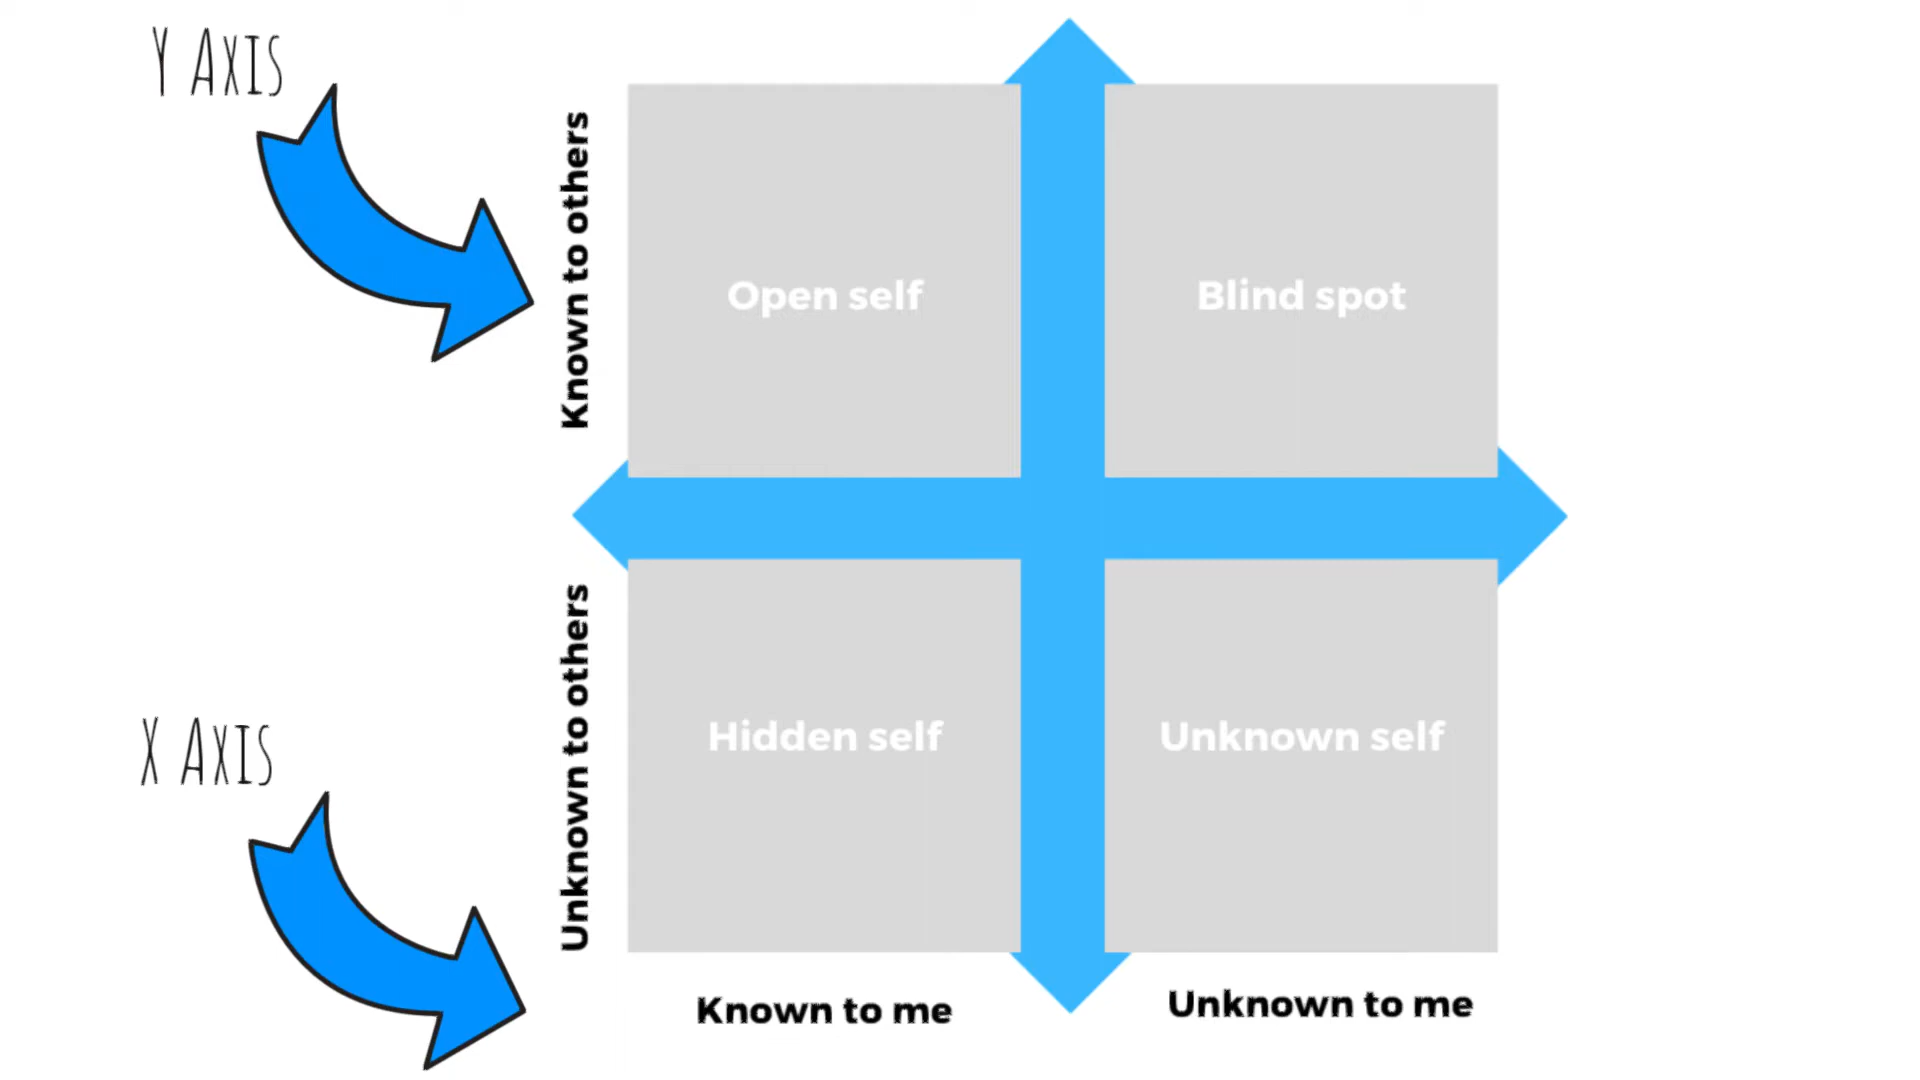 Y Axis
Known to others
Open self
Blind spot
Unknown to others
Hidden self
Unknown self
X Axis
Known to me
Unknown to me